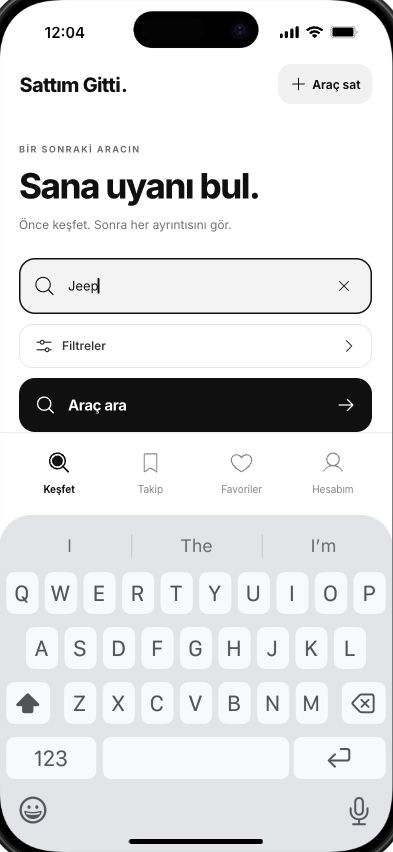 12:04
Sattım Gitti.
Araç sat
BİR SONRAKİ ARACIN
Sana uyanı bul.
Önce keşfet. Sonra her ayrıntısını gör.
Jeep
Filtreler
Araç ara
Keşfet Takip Favoriler Hesabım
I The I'm
Q W E R T Y U I O P
A S D F G H J K L
Z X C V B N M
123